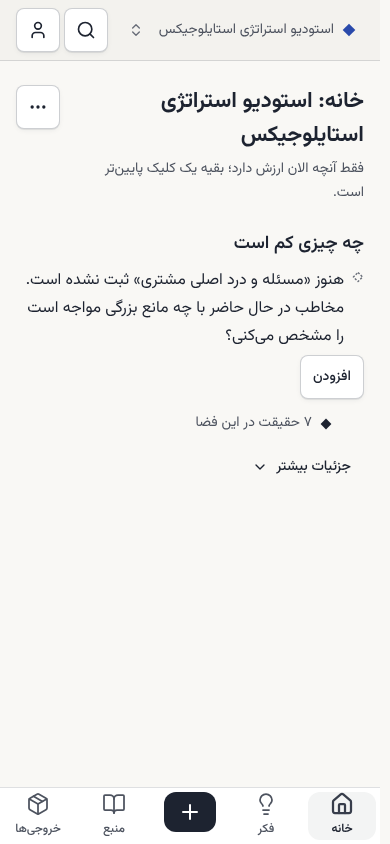 استودیو استراتژی استایلوجیکس
خانه: استودیو استراتژی
استایلوجیکس
فقط آنچه الان ارزش دارد؛ بقیه یک کلیک پایین‌تر
است.
چه چیزی کم است
هنوز «مسئله و درد اصلی مشتری» ثبت نشده است.
مخاطب در حال حاضر با چه مانع بزرگی مواجه است
را مشخص می‌کنی؟
افزودن
۷ حقیقت در این فضا
جزئیات بیشتر
خانه
فکر
منبع
خروجی‌ها